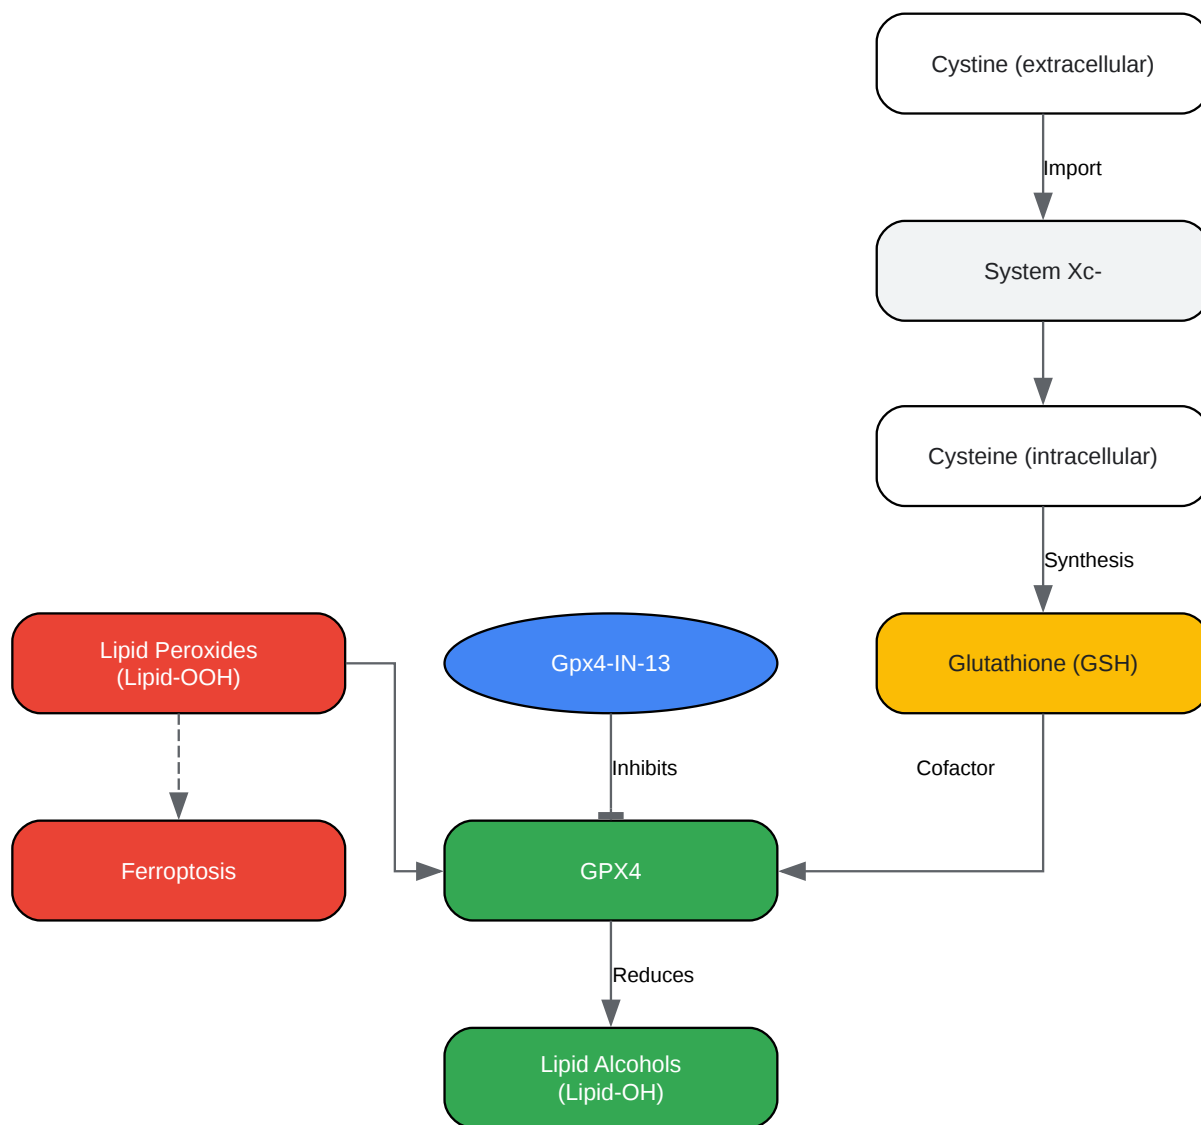 Cystine (extracellular)
Import
System Xc-
Cysteine (intracellular)
Synthesis
Lipid Peroxides
(Lipid-OOH)
Gpx4-IN-13
Glutathione (GSH)
Inhibits
Cofactor
Ferroptosis
GPX4
Reduces
Lipid Alcohols
(Lipid-OH)